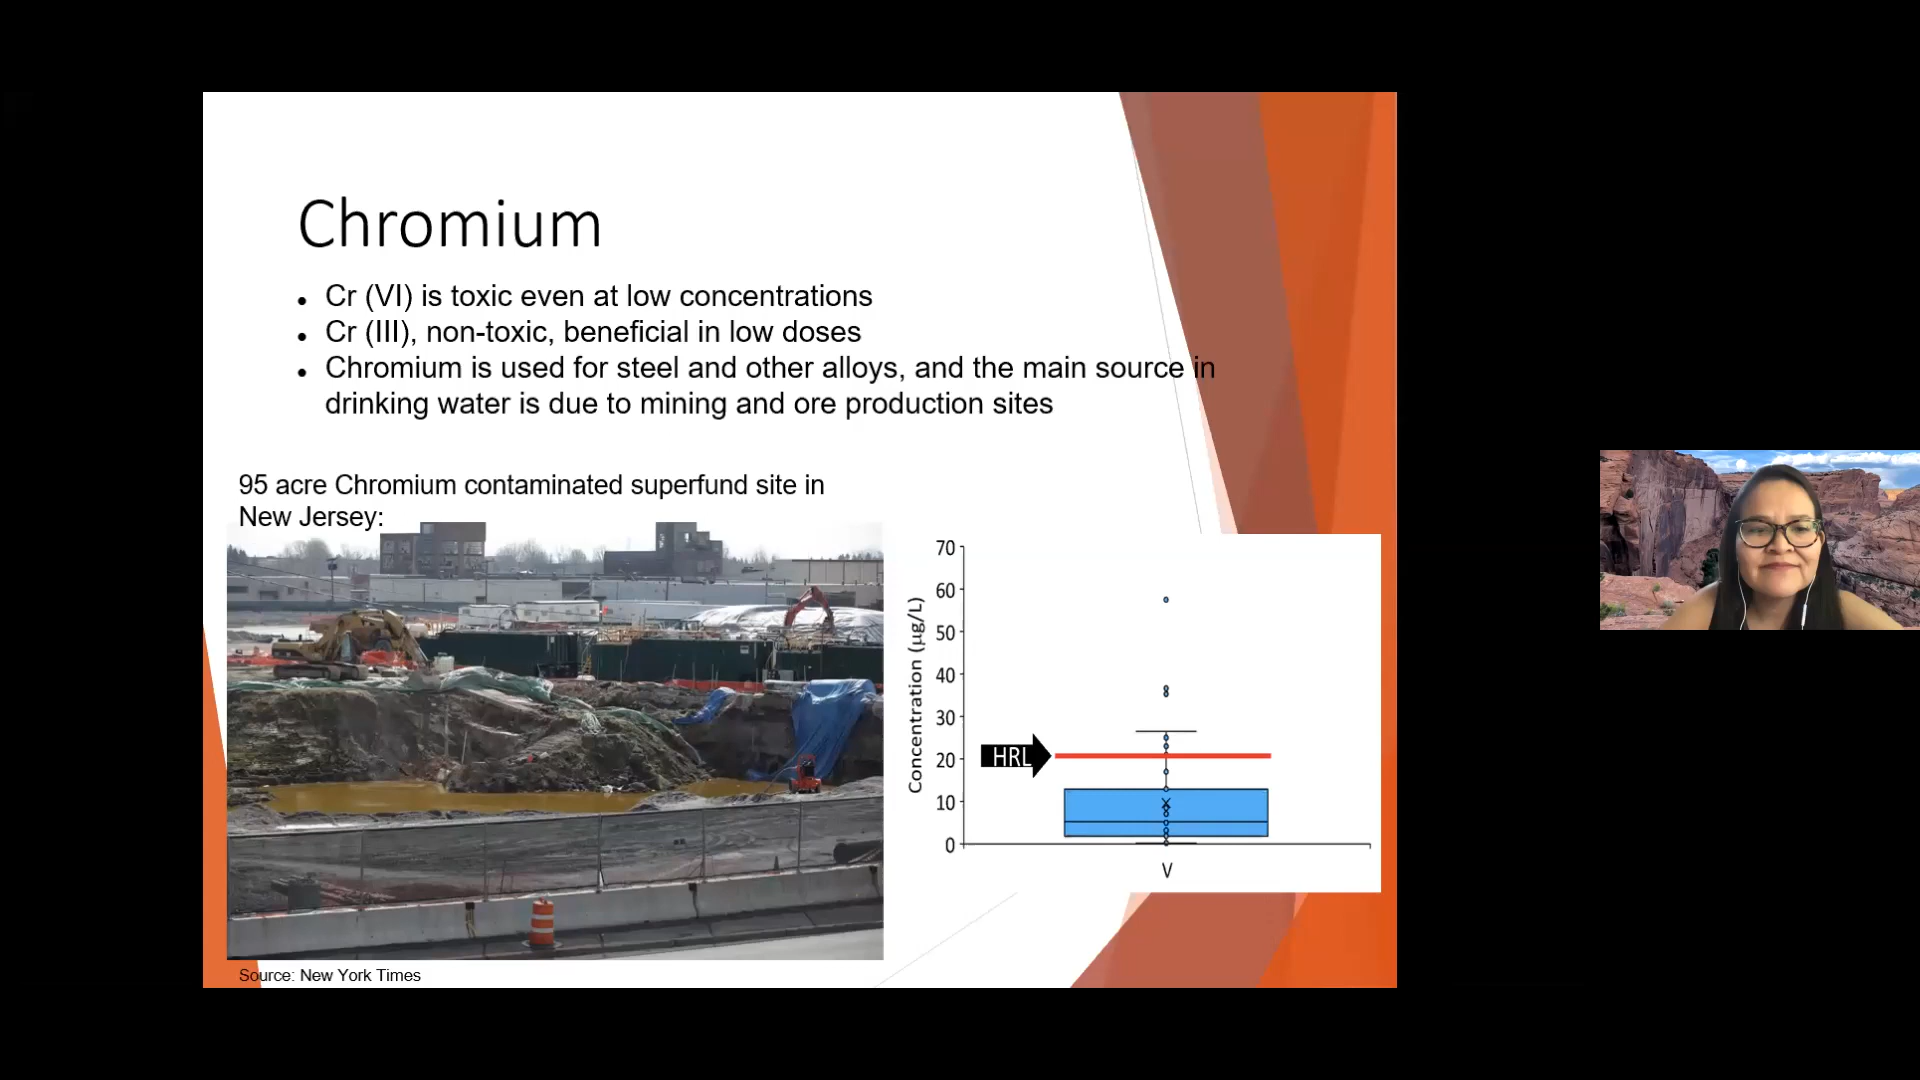 Chromium
• Cr (VI) is toxic even at low concentrations
• Cr (III), non-toxic, beneficial in low doses
• Chromium is used for steel and other alloys, and the main source in
drinking water is due to mining and ore production sites
95 acre Chromium contaminated superfund site in
New Jersey:
Source: New York Times
Concentration (µg/L)
70
60
50
40
30
20
10
0
HRL
V